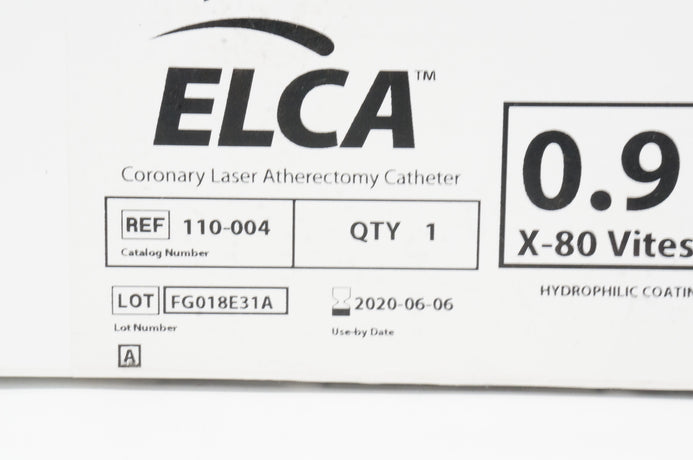 ELCA™
Coronary Laser Atherectomy Catheter
REF 110-004
Catalog Number
QTY 1
0.9
X-80 Vites
HYDROPHILIC COATIN
LOT FG018E31A
Lot Number
2020-06-06
Use-by Date
A